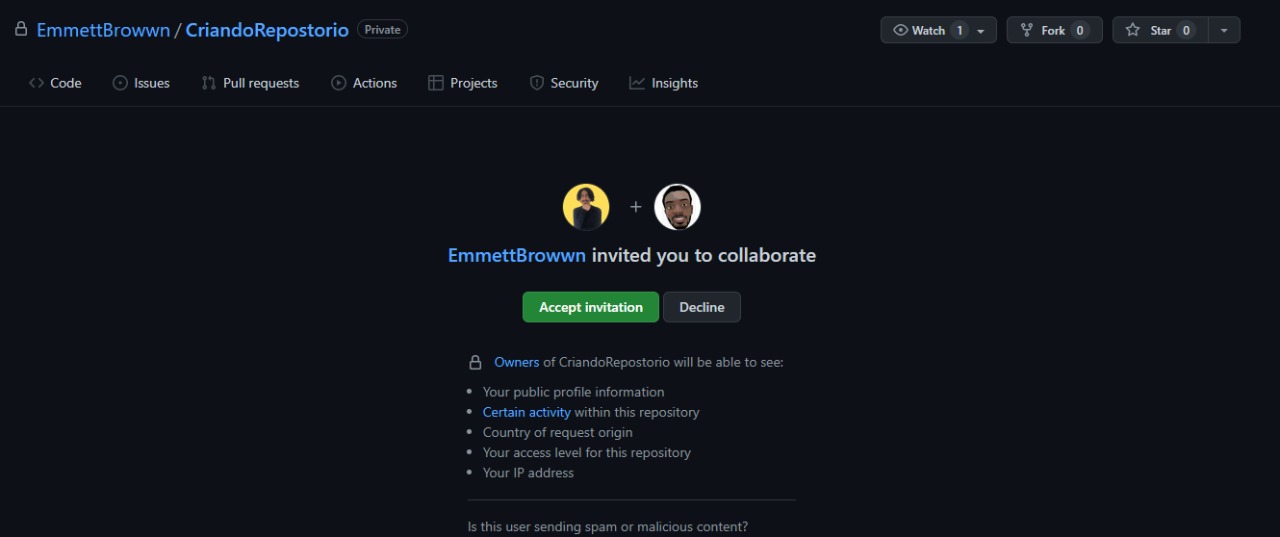 EmmettBrowwn / CriandoRepostorio Private
Watch 1 Fork 0 Star 0
Code Issues Pull requests Actions Projects Security Insights
+
EmmettBrowwn invited you to collaborate
Accept invitation Decline
Owners of CriandoRepostorio will be able to see:
• Your public profile information
• Certain activity within this repository
• Country of request origin
• Your access level for this repository
• Your IP address
Is this user sending spam or malicious content?